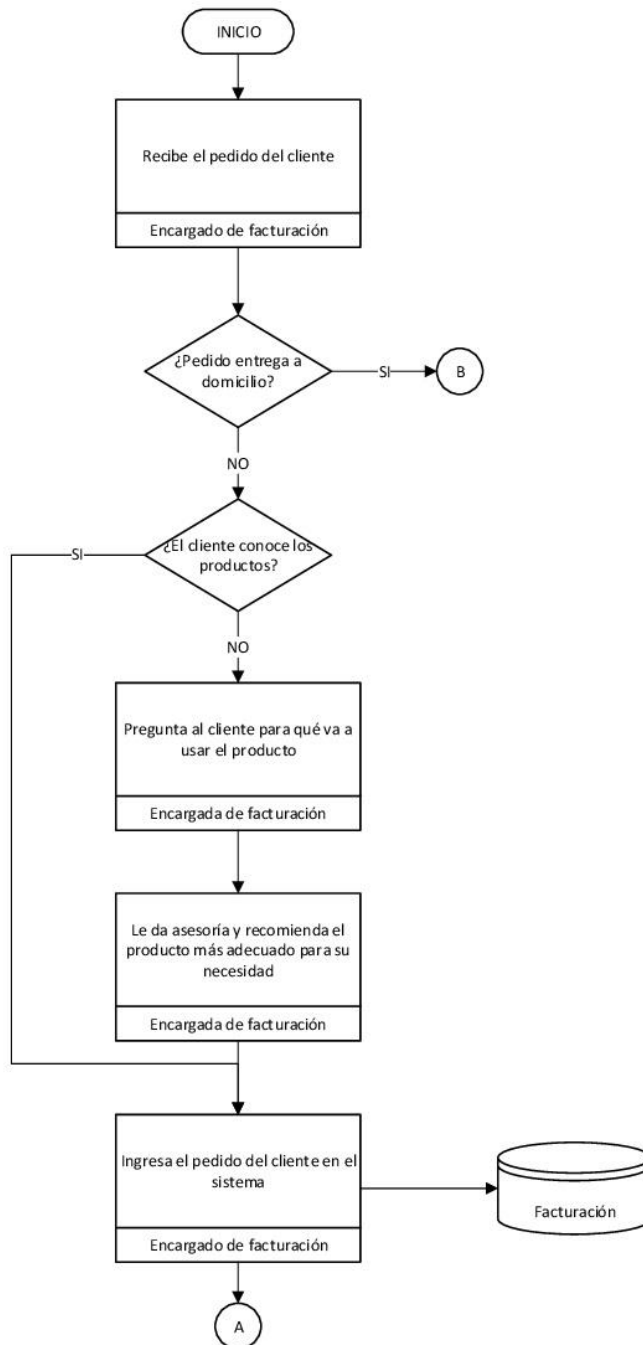 INICIO
Recibe el pedido del cliente
Encargado de facturación
¿Pedido entrega a
domicilio?
SI
B
NO
¿El cliente conoce los
productos?
SI
NO
Pregunta al cliente para qué va a
usar el producto
Encargada de facturación
Le da asesoría y recomienda el
producto más adecuado para su
necesidad
Encargada de facturación
Ingresa el pedido del cliente en el
sistema
Encargado de facturación
Facturación
A